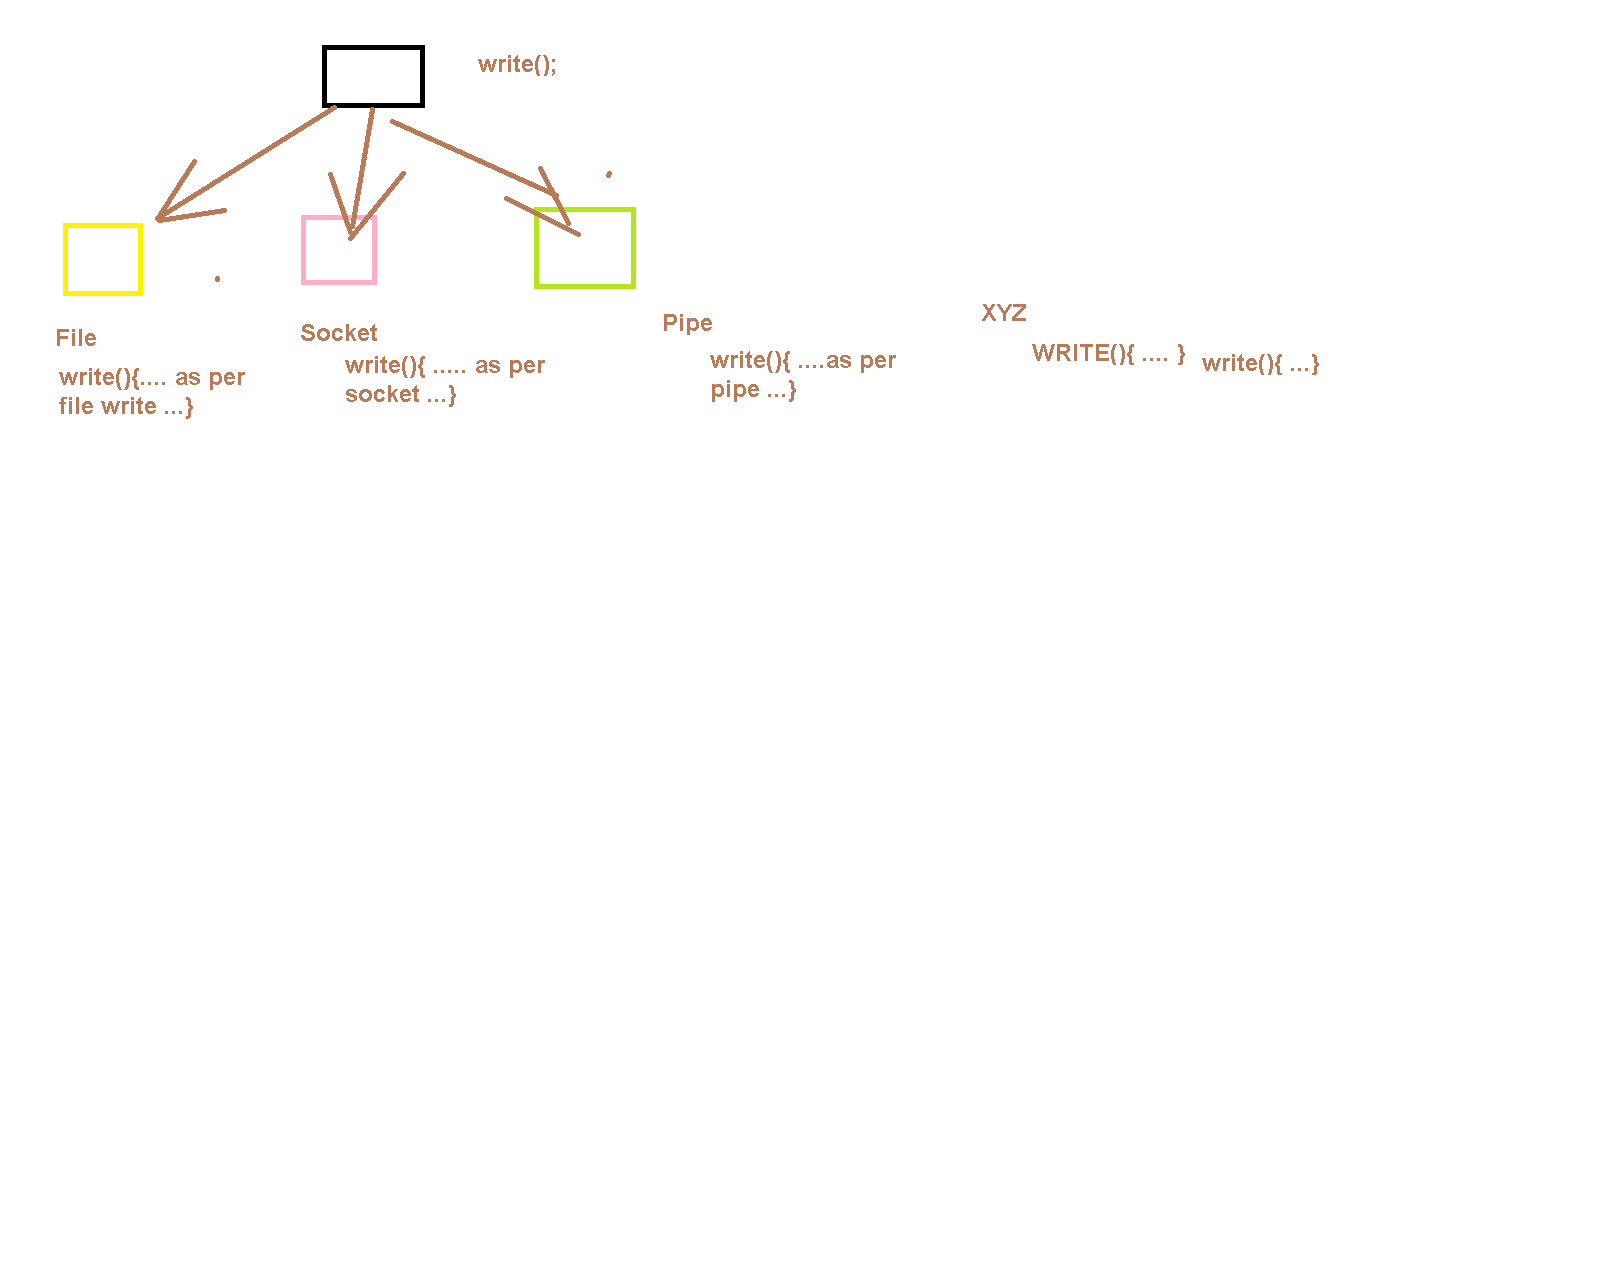 write();
File
write(){.... as per
file write ...}
Socket
write(){ ..... as per
socket ...}
Pipe
write(){ ....as per
pipe ...}
XYZ
WRITE(){ .... }
write(){ ...}